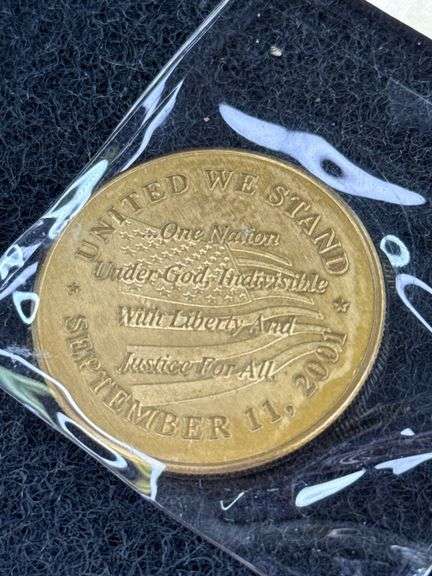 UNITED WE STAND
One Nation
Under God, Indivisible
With Liberty And
Justice For All.
SEPTEMBER 11, 2001